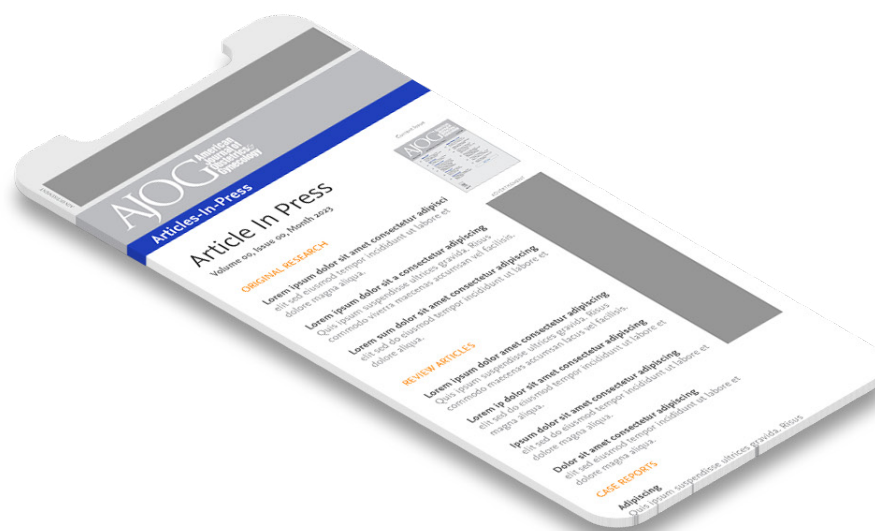 ADVERTISEMENT
AJOG
American
Journal of
Obstetrics&
Gynecology
Articles-In-Press
Article In Press
Volume 00, Issue 00, Month 2023
Current Issue
AJOG
ADVERTISEMENT
ORIGINAL RESEARCH
Lorem ipsum dolor sit amet consectetur adipisci
elit sed eiusmod tempor incididunt ut labore et
dolore magna aliqua.
Lorem ipsum dolor sit a consectetur adipiscing
Quis ipsum suspendisse ultrices gravida. Risus
commodo viverra maecenas accumsan vel facilisis.
Lorem sum dolor sit amet consectetur adipiscing
elit sed do eiusmod tempor incididunt ut labore et
dolore aliqua.
REVIEW ARTICLES
Lorem ipsum dolor amet consectetur adipiscing
Quis ipsum suspendisse ultrices gravida. Risus
commodo maecenas accumsan lacus vel facilisis.
Lorem ip dolor sit amet consectetur adipiscing
elit sed do eiusmod tempor incididunt ut labore et
magna aliqua.
Ipsum dolor sit amet consectetur adipiscing
elit sed do eiusmod tempor incididunt ut labore et
dolore magna aliqua.
Dolor sit amet consectetur adipiscing
elit sed eiusmod tempor incididunt ut labore et
dolore magna aliqua.
CASE REPORTS
Adipiscing
Quis ipsum suspendisse ultrices gravida. Risus